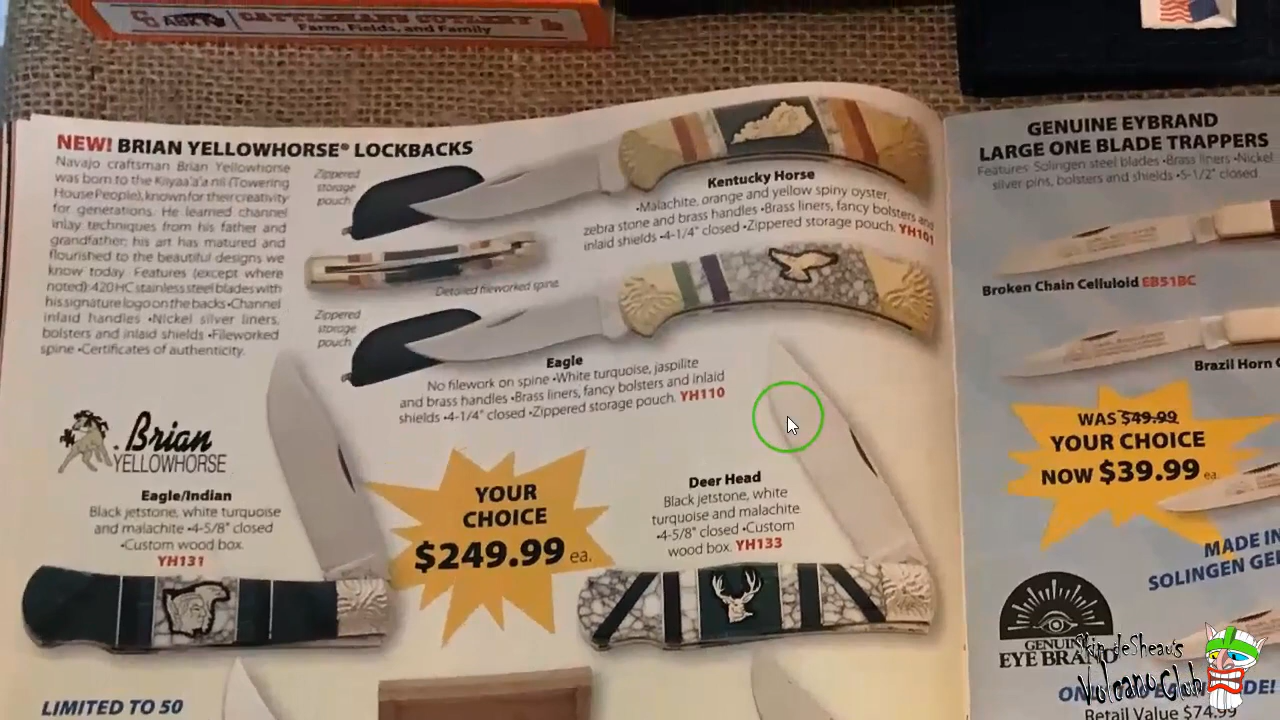 CATTLEMANS CUTLERY
Farm, Fields, and Family
NEW! BRIAN YELLOWHORSE® LOCKBACKS
Navajo craftsman Brian Yellowhorse
was born to the Kiyaa'a'a nii (Towering
House People), known for their creativity
for generations. He learned channel
inlay techniques from his father and
grandfather; his art has matured and
flourished to the beautiful designs we
know today. Features (except where
noted): 420 HC stainless steel blades with
his signature logo on the backs •Channel
inlaid handles •Nickel silver liners,
bolsters and inlaid shields •Fileworked
spine •Certificates of authenticity.
Zippered
storage
pouch.
Kentucky Horse
•Malachite, orange and yellow spiny oyster,
zebra stone and brass handles •Brass liners, fancy bolsters and
inlaid shields •4-1/4" closed •Zippered storage pouch. YH101
Detailed fileworked spine.
Zippered
storage
pouch.
Eagle
No filework on spine •White turquoise, jaspilite
and brass handles •Brass liners, fancy bolsters and inlaid
shields •4-1/4" closed •Zippered storage pouch. YH110
Brian
YELLOWHORSE
Eagle/Indian
Black jetstone, white turquoise
and malachite •4-5/8" closed
•Custom wood box.
YH131
YOUR
CHOICE
$249.99 ea.
Deer Head
Black jetstone, white
turquoise and malachite
•4-5/8" closed •Custom
wood box. YH133
LIMITED TO 50
GENUINE EYEBRAND
LARGE ONE BLADE TRAPPERS
Features: Solingen steel blades •Brass liners •Nickel
silver pins, bolsters and shields •5-1/2" closed
Broken Chain Celluloid EB51BC
Brazil Horn
WAS $49.99
YOUR CHOICE
NOW $39.99 ea.
MADE IN
SOLINGEN
GENUINE
EYE BRAND
Retail Value $74.99
Skip deSheav's
Volcano Club